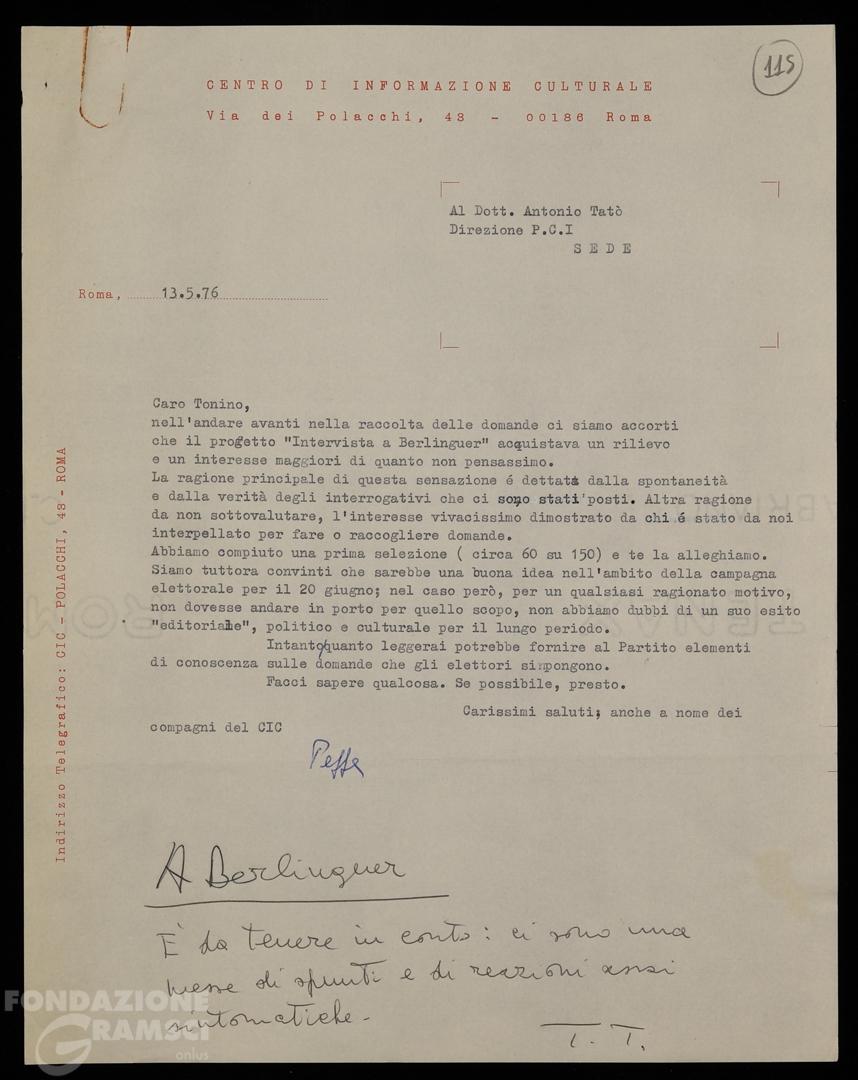 115
CENTRO DI INFORMAZIONE CULTURALE
Via dei Polacchi, 43 - 00186 Roma
Al Dott. Antonio Tatò
Direzione P.C.I
S E D E
Roma, 13.5.76
Caro Tonino,
nell'andare avanti nella raccolta delle domande ci siamo accorti
che il progetto "Intervista a Berlinguer" acquistava un rilievo
e un interesse maggiori di quanto non pensassimo.
La ragione principale di questa sensazione é dettata dalla spontaneità
e dalla verità degli interrogativi che ci sono stati posti. Altra ragione
da non sottovalutare, l'interesse vivacissimo dimostrato da chi é stato da noi
interpellato per fare o raccogliere domande.
Abbiamo compiuto una prima selezione ( circa 60 su 150) e te la alleghiamo.
Siamo tuttora convinti che sarebbe una buona idea nell'ambito della campagna
elettorale per il 20 giugno; nel caso però, per un qualsiasi ragionato motivo,
non dovesse andare in porto per quello scopo, non abbiamo dubbi di un suo esito
"editoriale", politico e culturale per il lungo periodo.
Intanto quanto leggerai potrebbe fornire al Partito elementi
di conoscenza sulle domande che gli elettori si pongono.
Facci sapere qualcosa. Se possibile, presto.
Carissimi saluti, anche a nome dei
compagni del CIC
Peppe
A Berlinguer
È da tenere in conto: ci sono una
messe di spunti e di reazioni assai
sintomatiche.
T. T.
Indirizzo Telegrafico: CIC - POLACCHI, 43 - ROMA
FONDAZIONE
GRAMSCI
onlus